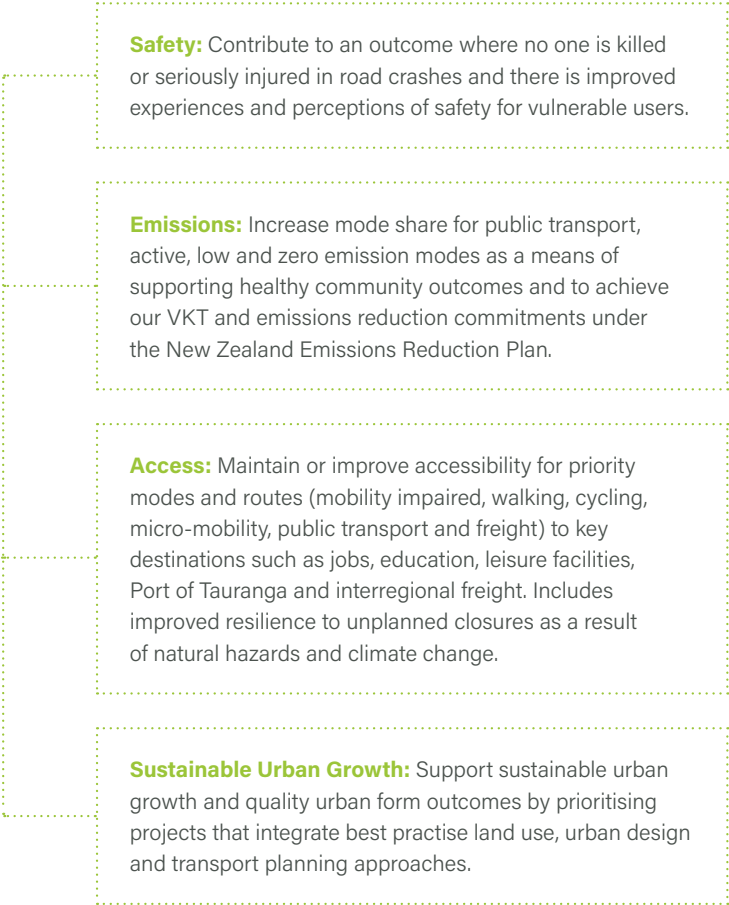 Safety: Contribute to an outcome where no one is killed
or seriously injured in road crashes and there is improved
experiences and perceptions of safety for vulnerable users.
Emissions: Increase mode share for public transport,
active, low and zero emission modes as a means of
supporting healthy community outcomes and to achieve
our VKT and emissions reduction commitments under
the New Zealand Emissions Reduction Plan.
Access: Maintain or improve accessibility for priority
modes and routes (mobility impaired, walking, cycling,
micro-mobility, public transport and freight) to key
destinations such as jobs, education, leisure facilities,
Port of Tauranga and interregional freight. Includes
improved resilience to unplanned closures as a result
of natural hazards and climate change.
Sustainable Urban Growth: Support sustainable urban
growth and quality urban form outcomes by prioritising
projects that integrate best practise land use, urban design
and transport planning approaches.